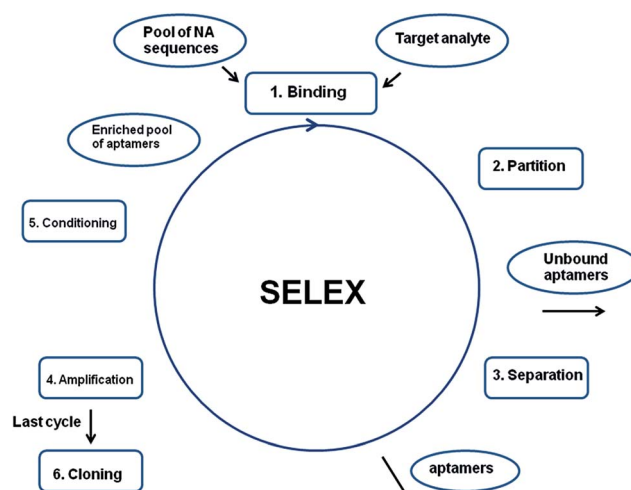 Pool of NA
sequences
Target analyte
1. Binding
Enriched pool
of aptamers
2. Partition
5. Conditioning
Unbound
aptamers
SELEX
4. Amplification
3. Separation
Last cycle
6. Cloning
aptamers